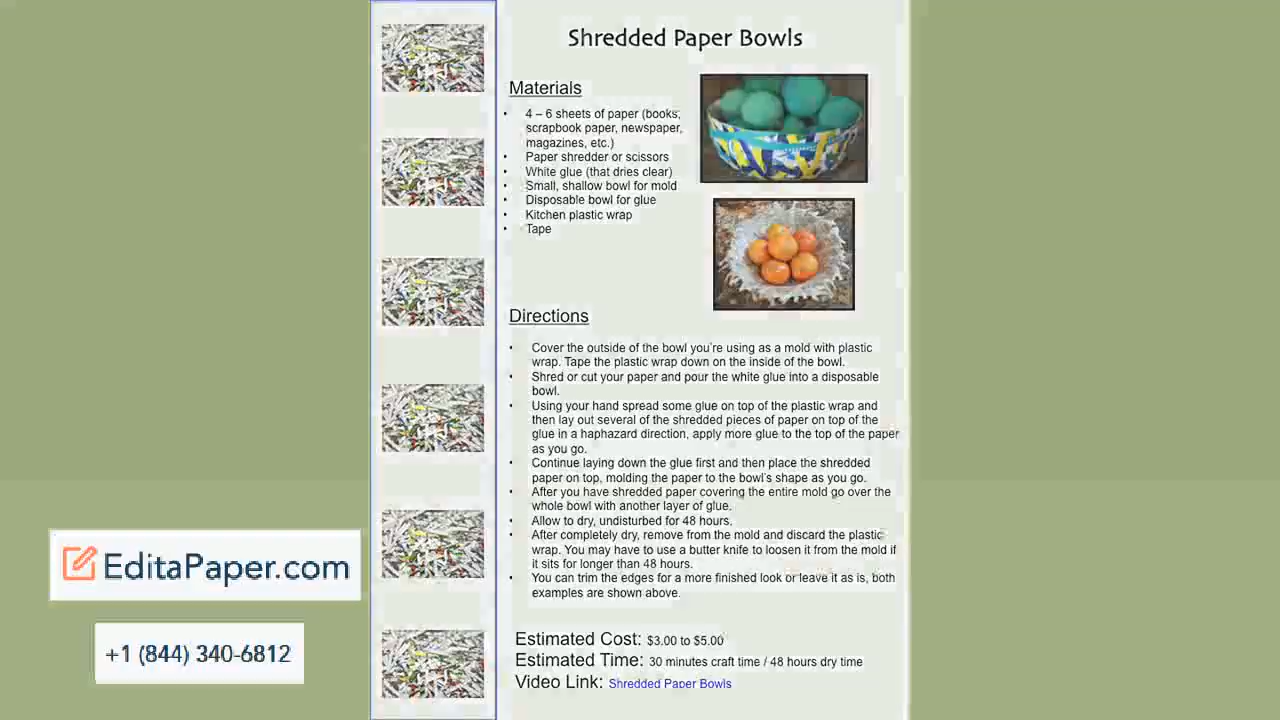 Shredded Paper Bowls
Materials
• 4 – 6 sheets of paper (books,
scrapbook paper, newspaper,
magazines, etc.)
• Paper shredder or scissors
• White glue (that dries clear)
• Small, shallow bowl for mold
• Disposable bowl for glue
• Kitchen plastic wrap
• Tape
Directions
• Cover the outside of the bowl you're using as a mold with plastic
wrap. Tape the plastic wrap down on the inside of the bowl.
• Shred or cut your paper and pour the white glue into a disposable
bowl.
• Using your hand spread some glue on top of the plastic wrap and
then lay out several of the shredded pieces of paper on top of the
glue in a haphazard direction, apply more glue to the top of the paper
as you go.
• Continue laying down the glue first and then place the shredded
paper on top, molding the paper to the bowl's shape as you go.
• After you have shredded paper covering the entire mold go over the
whole bowl with another layer of glue.
• Allow to dry, undisturbed for 48 hours.
• After completely dry, remove from the mold and discard the plastic
wrap. You may have to use a butter knife to loosen it from the mold if
it sits for longer than 48 hours.
• You can trim the edges for a more finished look or leave it as is, both
examples are shown above.
Estimated Cost: $3.00 to $5.00
Estimated Time: 30 minutes craft time / 48 hours dry time
Video Link: Shredded Paper Bowls
EditaPaper.com
+1 (844) 340-6812